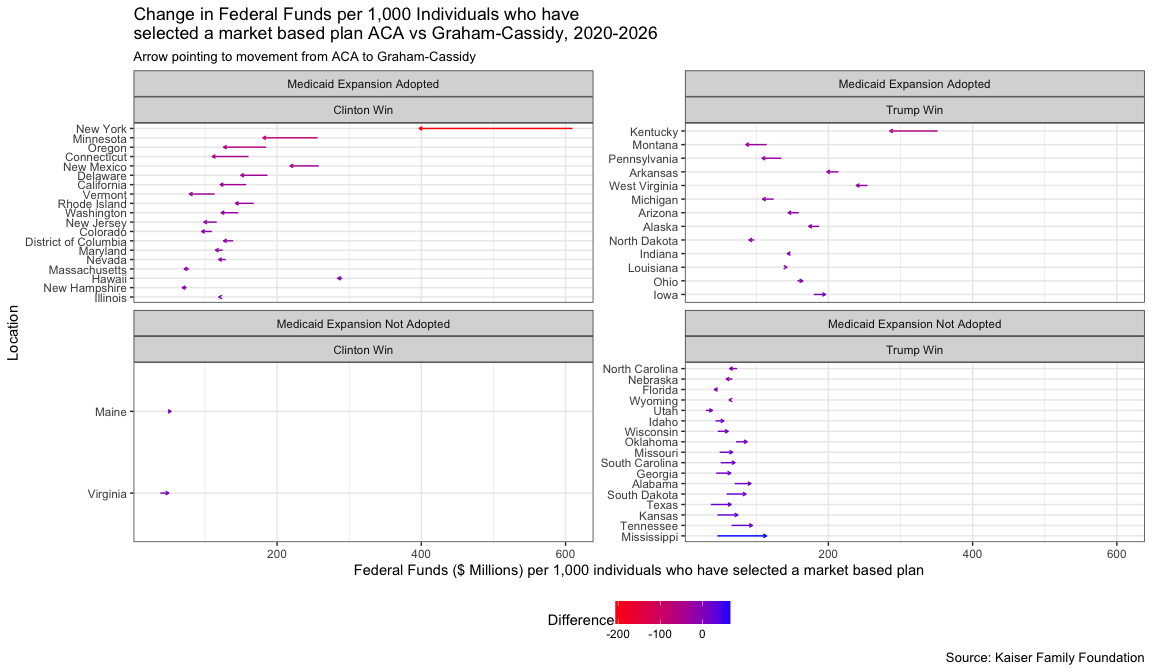 Change in Federal Funds per 1,000 Individuals who have
selected a market based plan ACA vs Graham-Cassidy, 2020-2026
Arrow pointing to movement from ACA to Graham-Cassidy
Medicaid Expansion Adopted
Clinton Win
New York
Minnesota
Oregon
Connecticut
New Mexico
Delaware
California
Vermont
Rhode Island
Washington
New Jersey
Colorado
District of Columbia
Maryland
Nevada
Massachusetts
Hawaii
New Hampshire
Illinois
Medicaid Expansion Adopted
Trump Win
Kentucky
Montana
Pennsylvania
Arkansas
West Virginia
Michigan
Arizona
Alaska
North Dakota
Indiana
Louisiana
Ohio
Iowa
Location
Medicaid Expansion Not Adopted
Clinton Win
Maine
Virginia
200 400 600
Medicaid Expansion Not Adopted
Trump Win
North Carolina
Nebraska
Florida
Wyoming
Utah
Idaho
Wisconsin
Oklahoma
Missouri
South Carolina
Georgia
Alabama
South Dakota
Texas
Kansas
Tennessee
Mississippi
200 400 600
Federal Funds ($ Millions) per 1,000 individuals who have selected a market based plan
Difference
-200 -100 0
Source: Kaiser Family Foundation